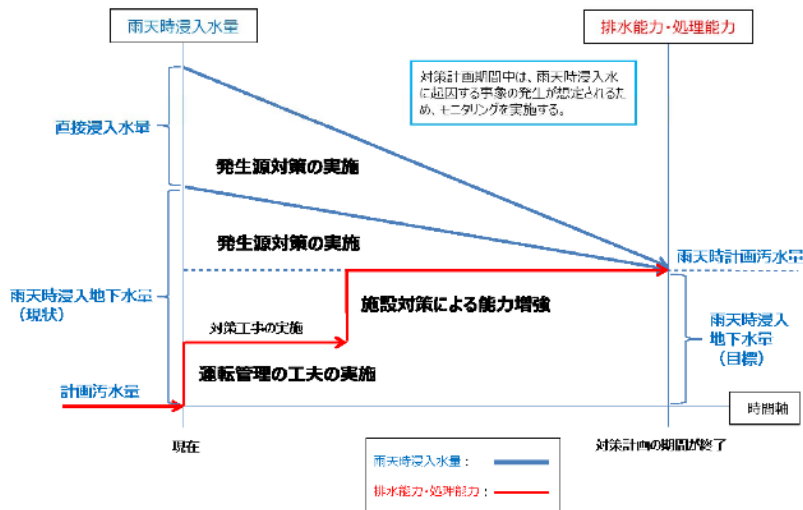 雨天時浸入水量
排水能力・処理能力
対策計画期間中は、雨天時浸入水
に起因する事象の発生が想定されるた
め、モニタリングを実施する。
直接浸入水量
発生源対策の実施
発生源対策の実施
雨天時計画汚水量
雨天時浸入地下水量
（現状）
施設対策による能力増強
対策工事の実施
雨天時浸入
地下水量
（目標）
運転管理の工夫の実施
計画汚水量
時間軸
現在
対策計画の期間が終了
雨天時浸入水量：
排水能力・処理能力：